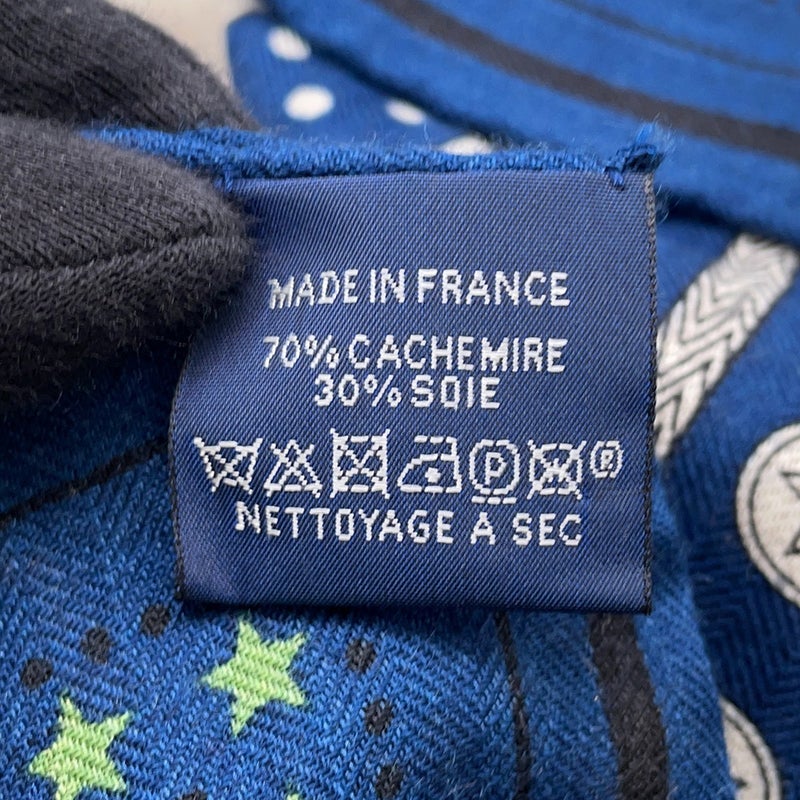 MADE IN FRANCE
70% CACHEMIRE
30% SOIE
P ®
NETTOYAGE A SEC